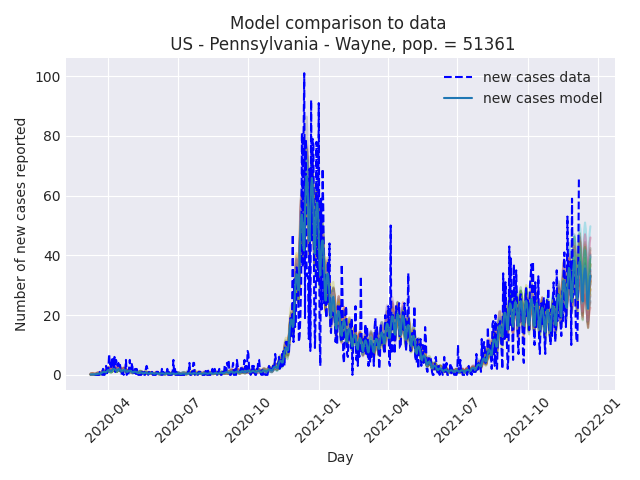 Model comparison to data
US - Pennsylvania - Wayne, pop. = 51361
new cases data
new cases model
Number of new cases reported
100
80
60
40
20
0
2020-04
2020-07
2020-10
2021-01
2021-04
2021-07
2021-10
2022-01
Day